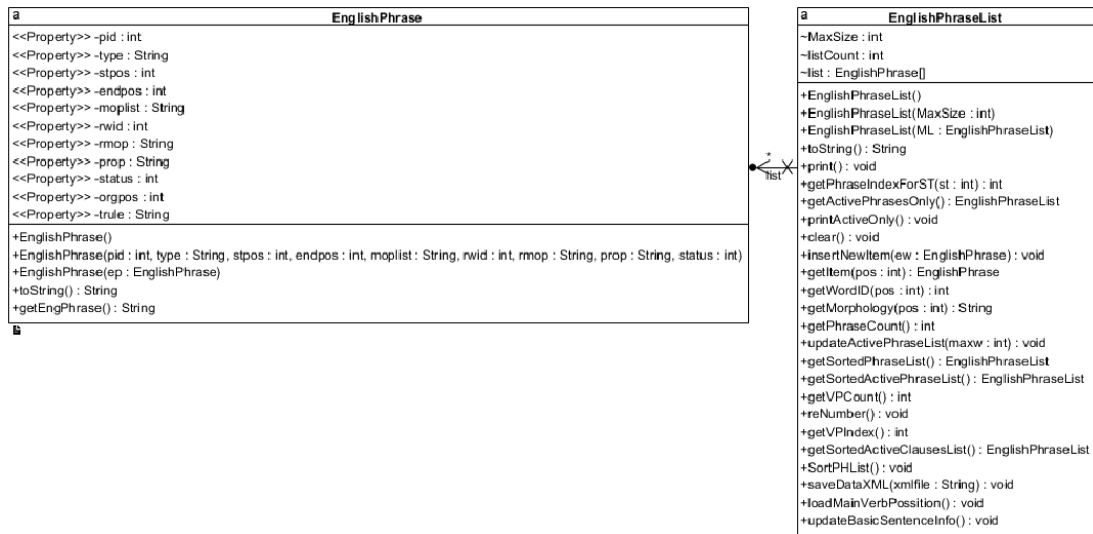 a
EnglishPhrase
<<Property>> -pid : int
<<Property>> -type : String
<<Property>> -stpos : int
<<Property>> -endpos : int
<<Property>> -moplist : String
<<Property>> -rwid : int
<<Property>> -rmop : String
<<Property>> -prop : String
<<Property>> -status : int
<<Property>> -orgpos : int
<<Property>> -trule : String
+EnglishPhrase()
+EnglishPhrase(pid : int, type : String, stpos : int, endpos : int, moplist : String, rwid : int, rmop : String, prop : String, status : int)
+EnglishPhrase(ep : EnglishPhrase)
+toString() : String
+getEngPhrase() : String
*
list
a
EnglishPhraseList
~MaxSize : int
~listCount : int
~list : EnglishPhrase[]
+EnglishPhraseList()
+EnglishPhraseList(MaxSize : int)
+EnglishPhraseList(ML : EnglishPhraseList)
+toString() : String
+print() : void
+getPhraseIndexForST(st : int) : int
+getActivePhrasesOnly() : EnglishPhraseList
+printActiveOnly() : void
+clear() : void
+insertNewItem(ew : EnglishPhrase) : void
+getItem(pos : int) : EnglishPhrase
+getWordID(pos : int) : int
+getMorphology(pos : int) : String
+getPhraseCount() : int
+updateActivePhraseList(maxw : int) : void
+getSortedPhraseList() : EnglishPhraseList
+getSortedActivePhraseList() : EnglishPhraseList
+getVPCount() : int
+reNumber() : void
+getVPIndex() : int
+getSortedActiveClausesList() : EnglishPhraseList
+SortPHList() : void
+saveDataXML(xmlfile : String) : void
+loadMainVerbPossition() : void
+updateBasicSentenceInfo() : void